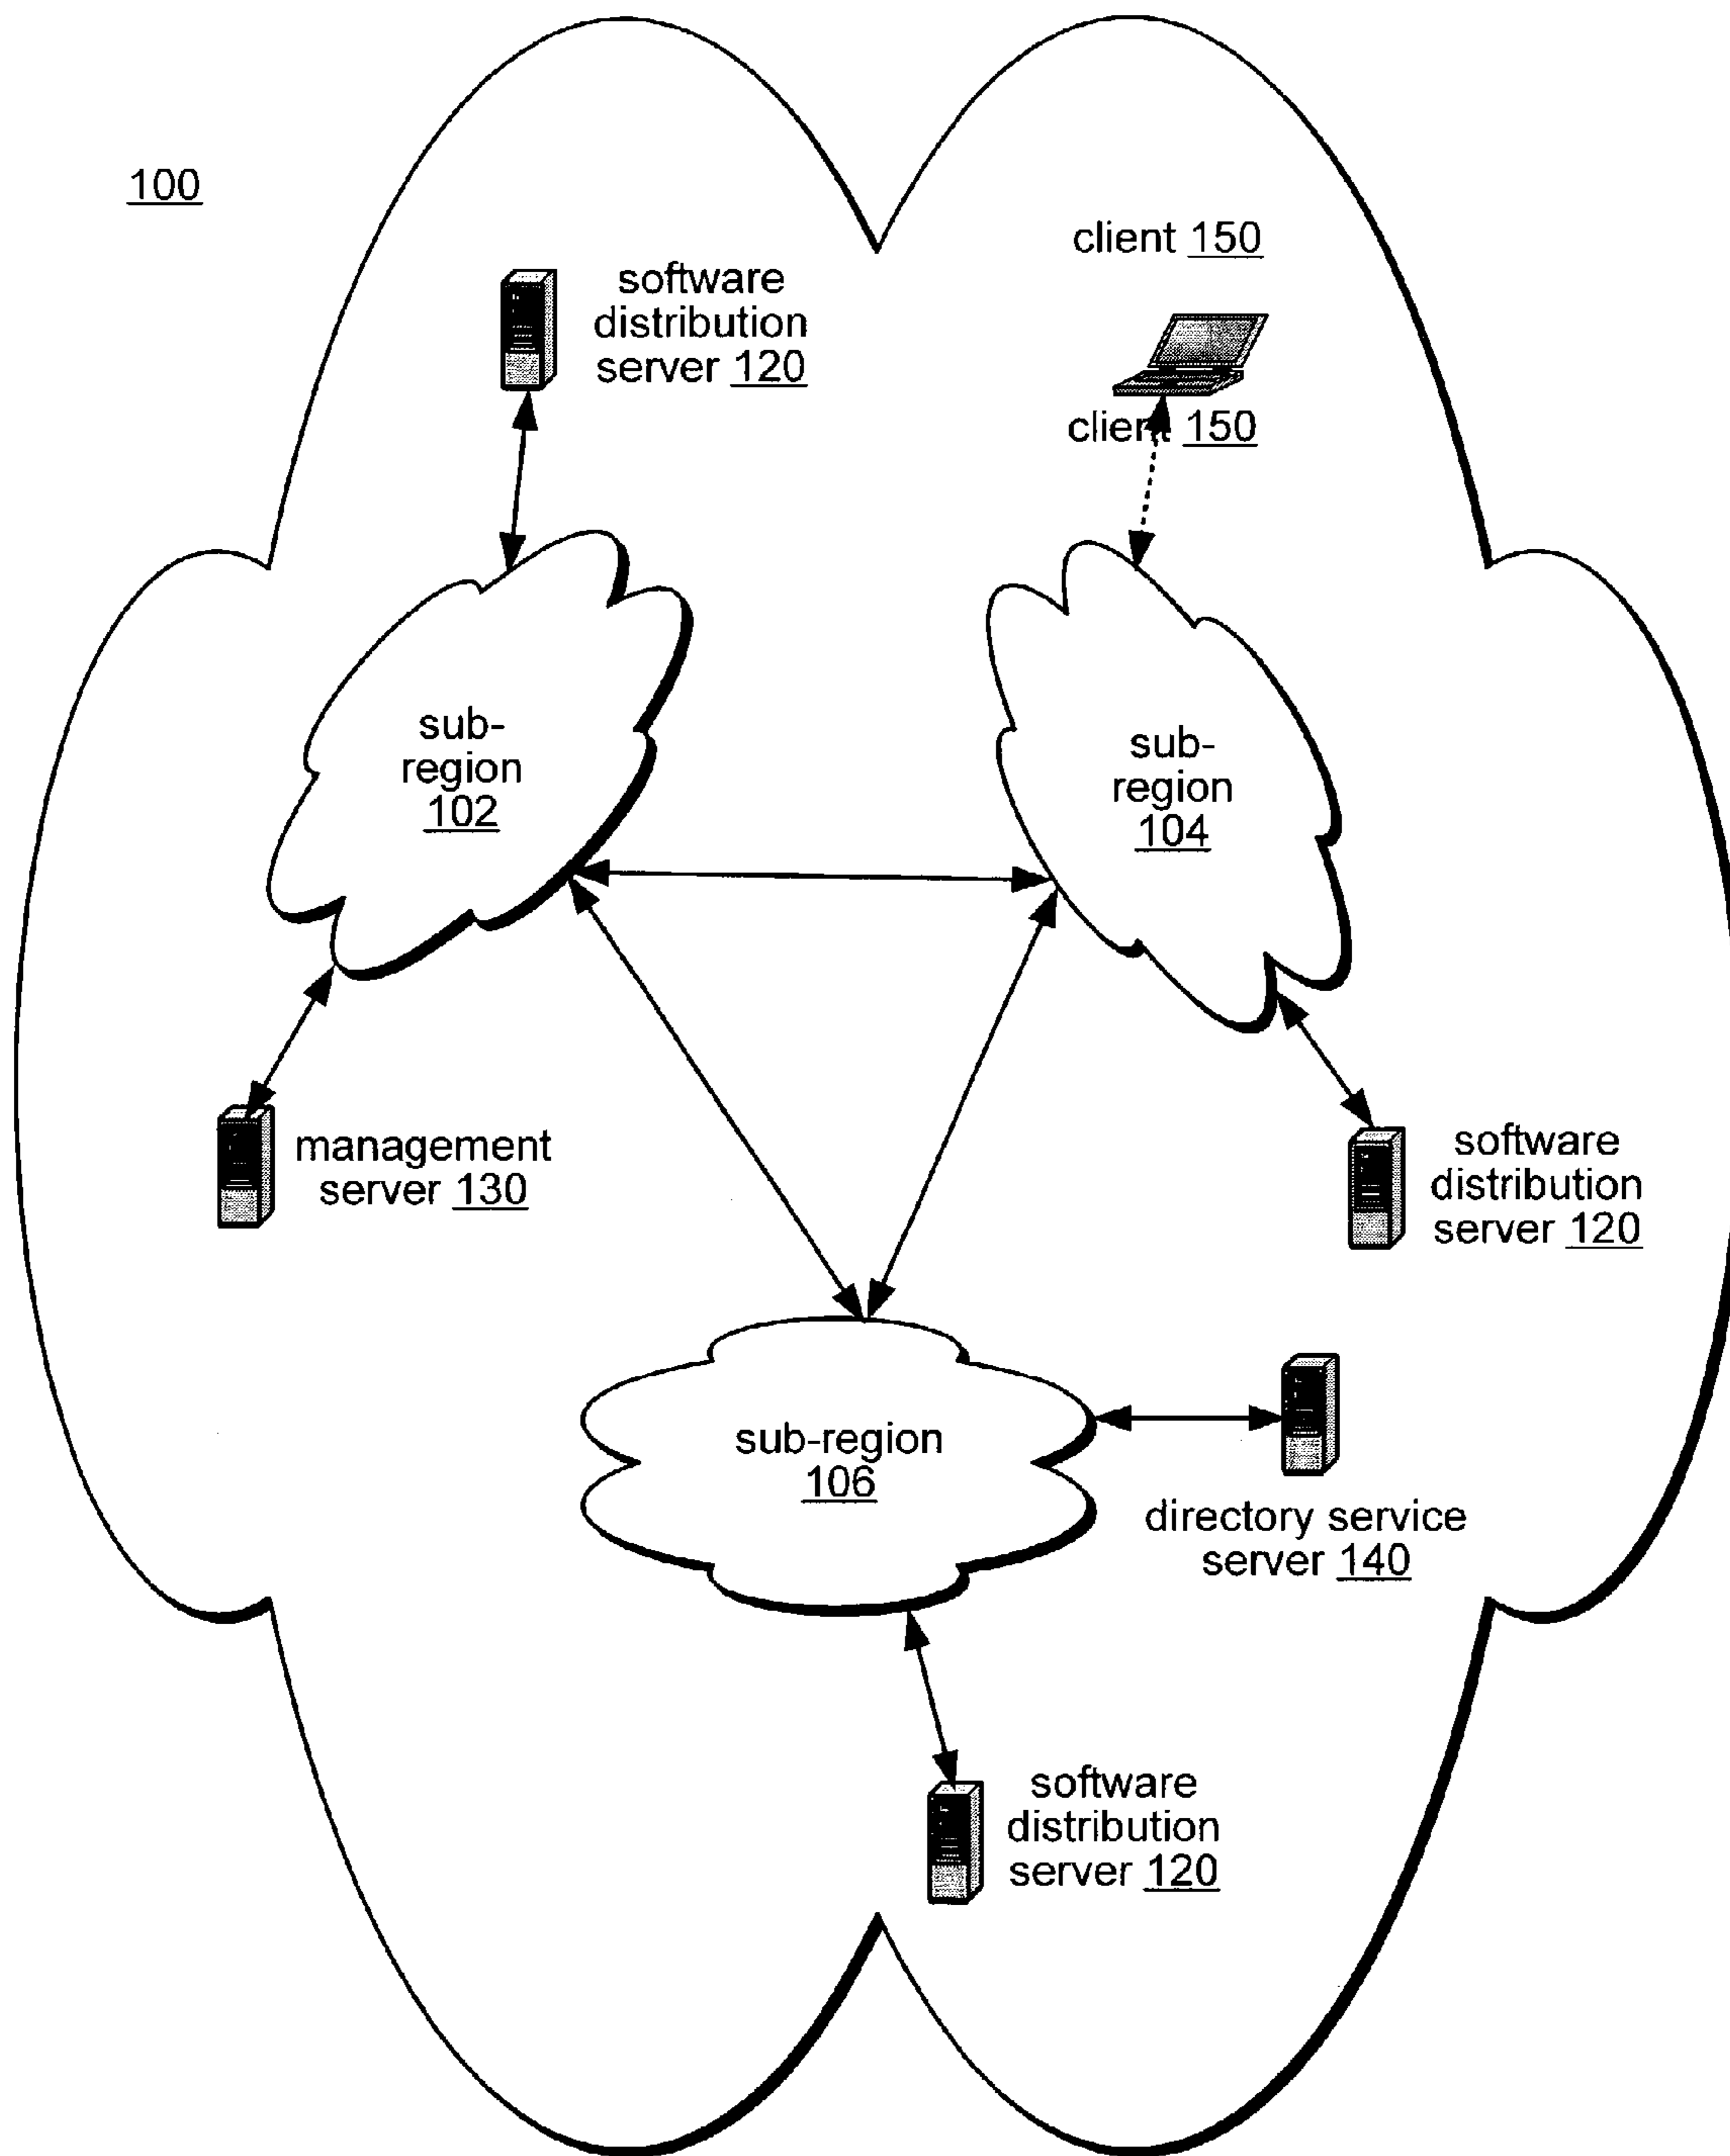 100
client 150
software
distribution
server 120
client 150
sub-
region
102
sub-
region
104
management
server 130
software
distribution
server 120
sub-region
106
directory service
server 140
software
distribution
server 120